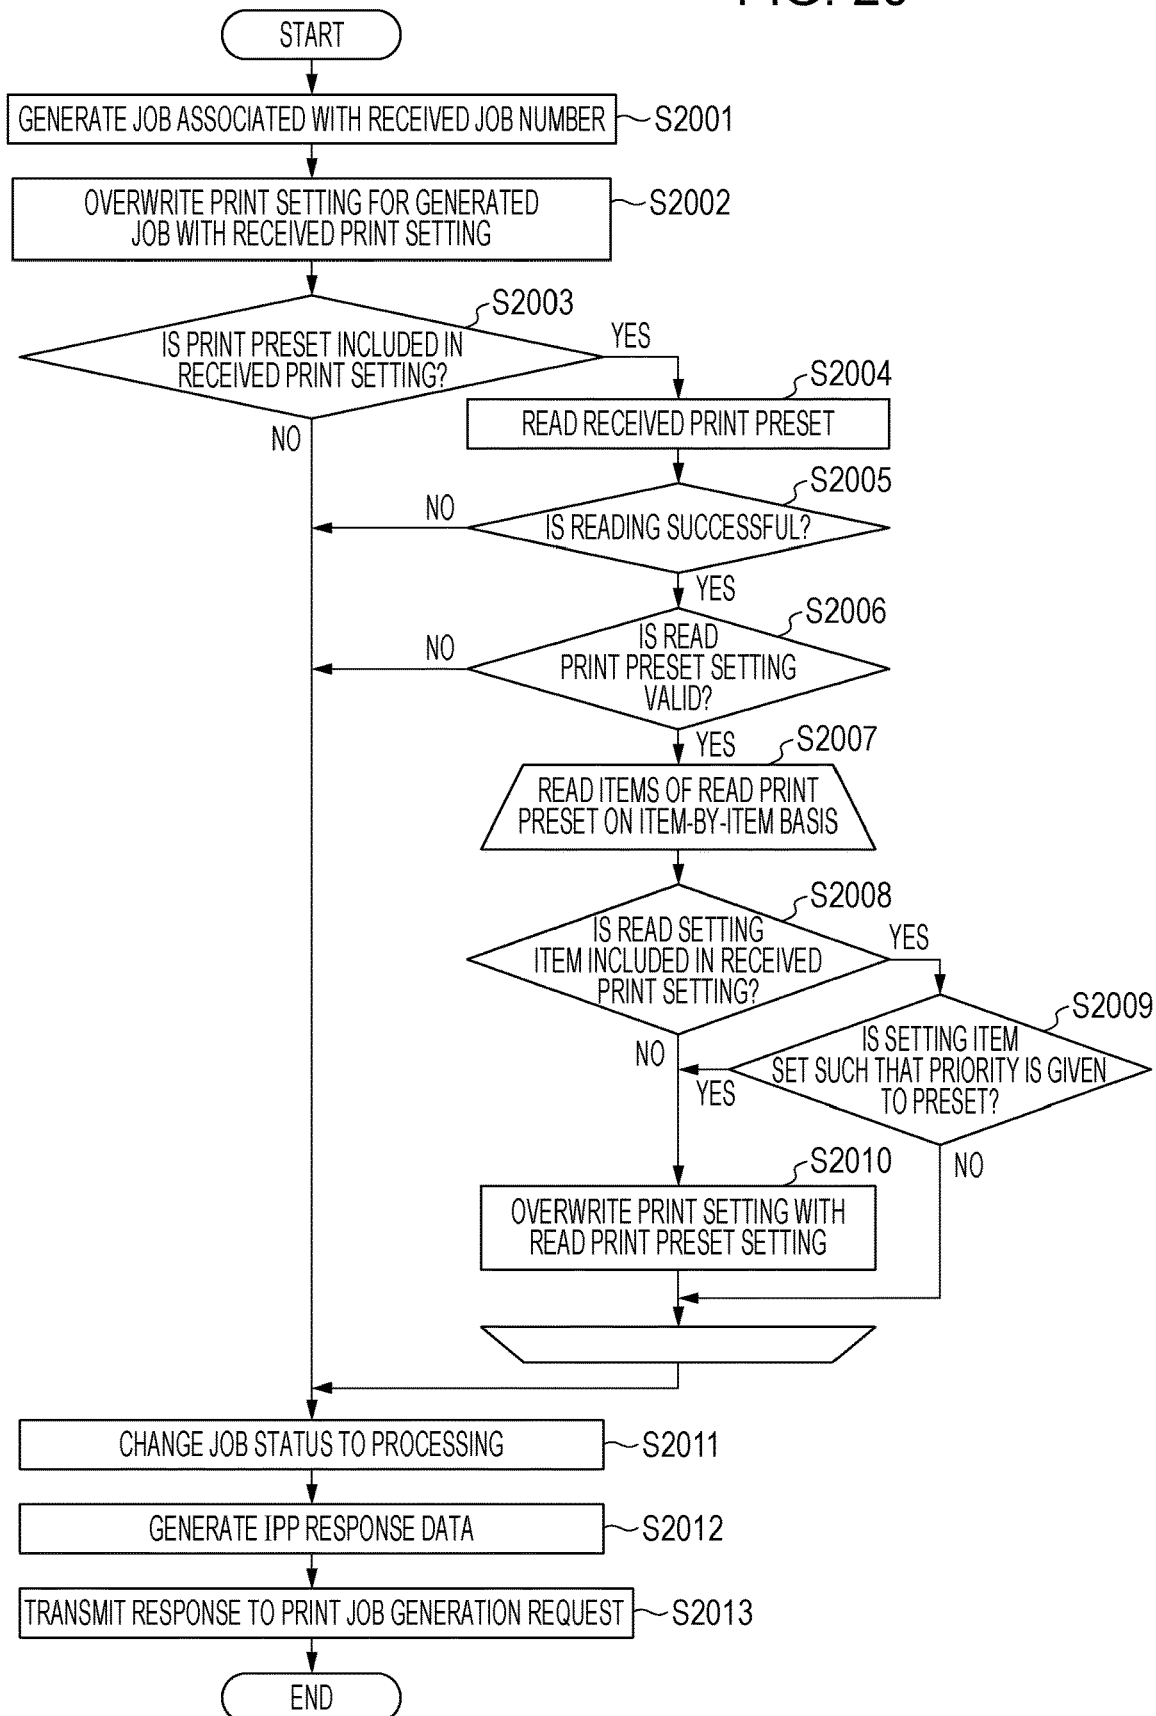 START
GENERATE JOB ASSOCIATED WITH RECEIVED JOB NUMBER
S2001
OVERWRITE PRINT SETTING FOR GENERATED
JOB WITH RECEIVED PRINT SETTING
S2002
S2003
IS PRINT PRESET INCLUDED IN
RECEIVED PRINT SETTING?
YES
NO
S2004
READ RECEIVED PRINT PRESET
S2005
NO
IS READING SUCCESSFUL?
YES
S2006
NO
IS READ
PRINT PRESET SETTING
VALID?
YES
S2007
READ ITEMS OF READ PRINT
PRESET ON ITEM-BY-ITEM BASIS
S2008
IS READ SETTING
ITEM INCLUDED IN RECEIVED
PRINT SETTING?
YES
NO
S2009
IS SETTING ITEM
SET SUCH THAT PRIORITY IS GIVEN
TO PRESET?
YES
NO
S2010
OVERWRITE PRINT SETTING WITH
READ PRINT PRESET SETTING
CHANGE JOB STATUS TO PROCESSING
S2011
GENERATE IPP RESPONSE DATA
S2012
TRANSMIT RESPONSE TO PRINT JOB GENERATION REQUEST
S2013
END